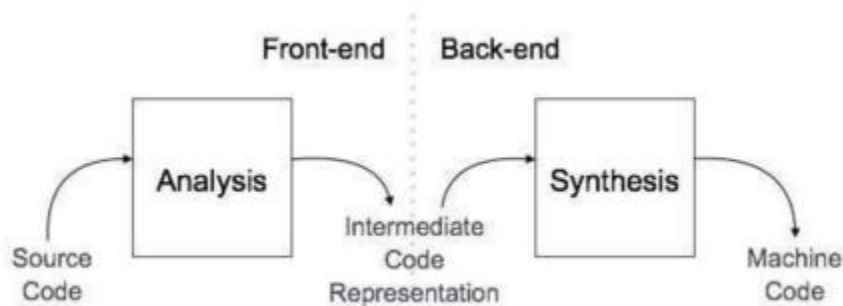 Front-end
Back-end
Analysis
Synthesis
Source
Code
Intermediate
Code
Representation
Machine
Code